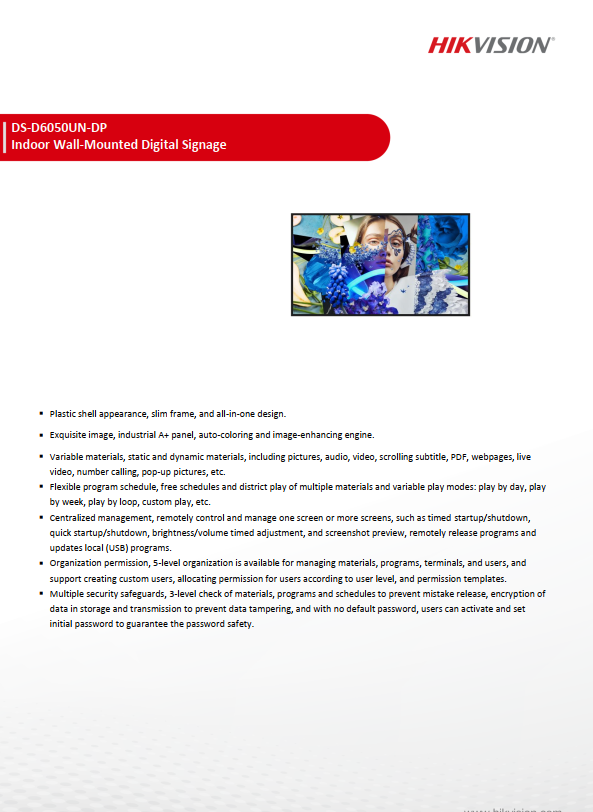 HIKVISION®
DS-D6050UN-DP
Indoor Wall-Mounted Digital Signage
▪ Plastic shell appearance, slim frame, and all-in-one design.
▪ Exquisite image, industrial A+ panel, auto-coloring and image-enhancing engine.
▪ Variable materials, static and dynamic materials, including pictures, audio, video, scrolling subtitle, PDF, webpages, live
video, number calling, pop-up pictures, etc.
▪ Flexible program schedule, free schedules and district play of multiple materials and variable play modes: play by day, play
by week, play by loop, custom play, etc.
▪ Centralized management, remotely control and manage one screen or more screens, such as timed startup/shutdown,
quick startup/shutdown, brightness/volume timed adjustment, and screenshot preview, remotely release programs and
updates local (USB) programs.
▪ Organization permission, 5-level organization is available for managing materials, programs, terminals, and users, and
support creating custom users, allocating permission for users according to user level, and permission templates.
▪ Multiple security safeguards, 3-level check of materials, programs and schedules to prevent mistake release, encryption of
data in storage and transmission to prevent data tampering, and with no default password, users can activate and set
initial password to guarantee the password safety.
www.hikvision.com